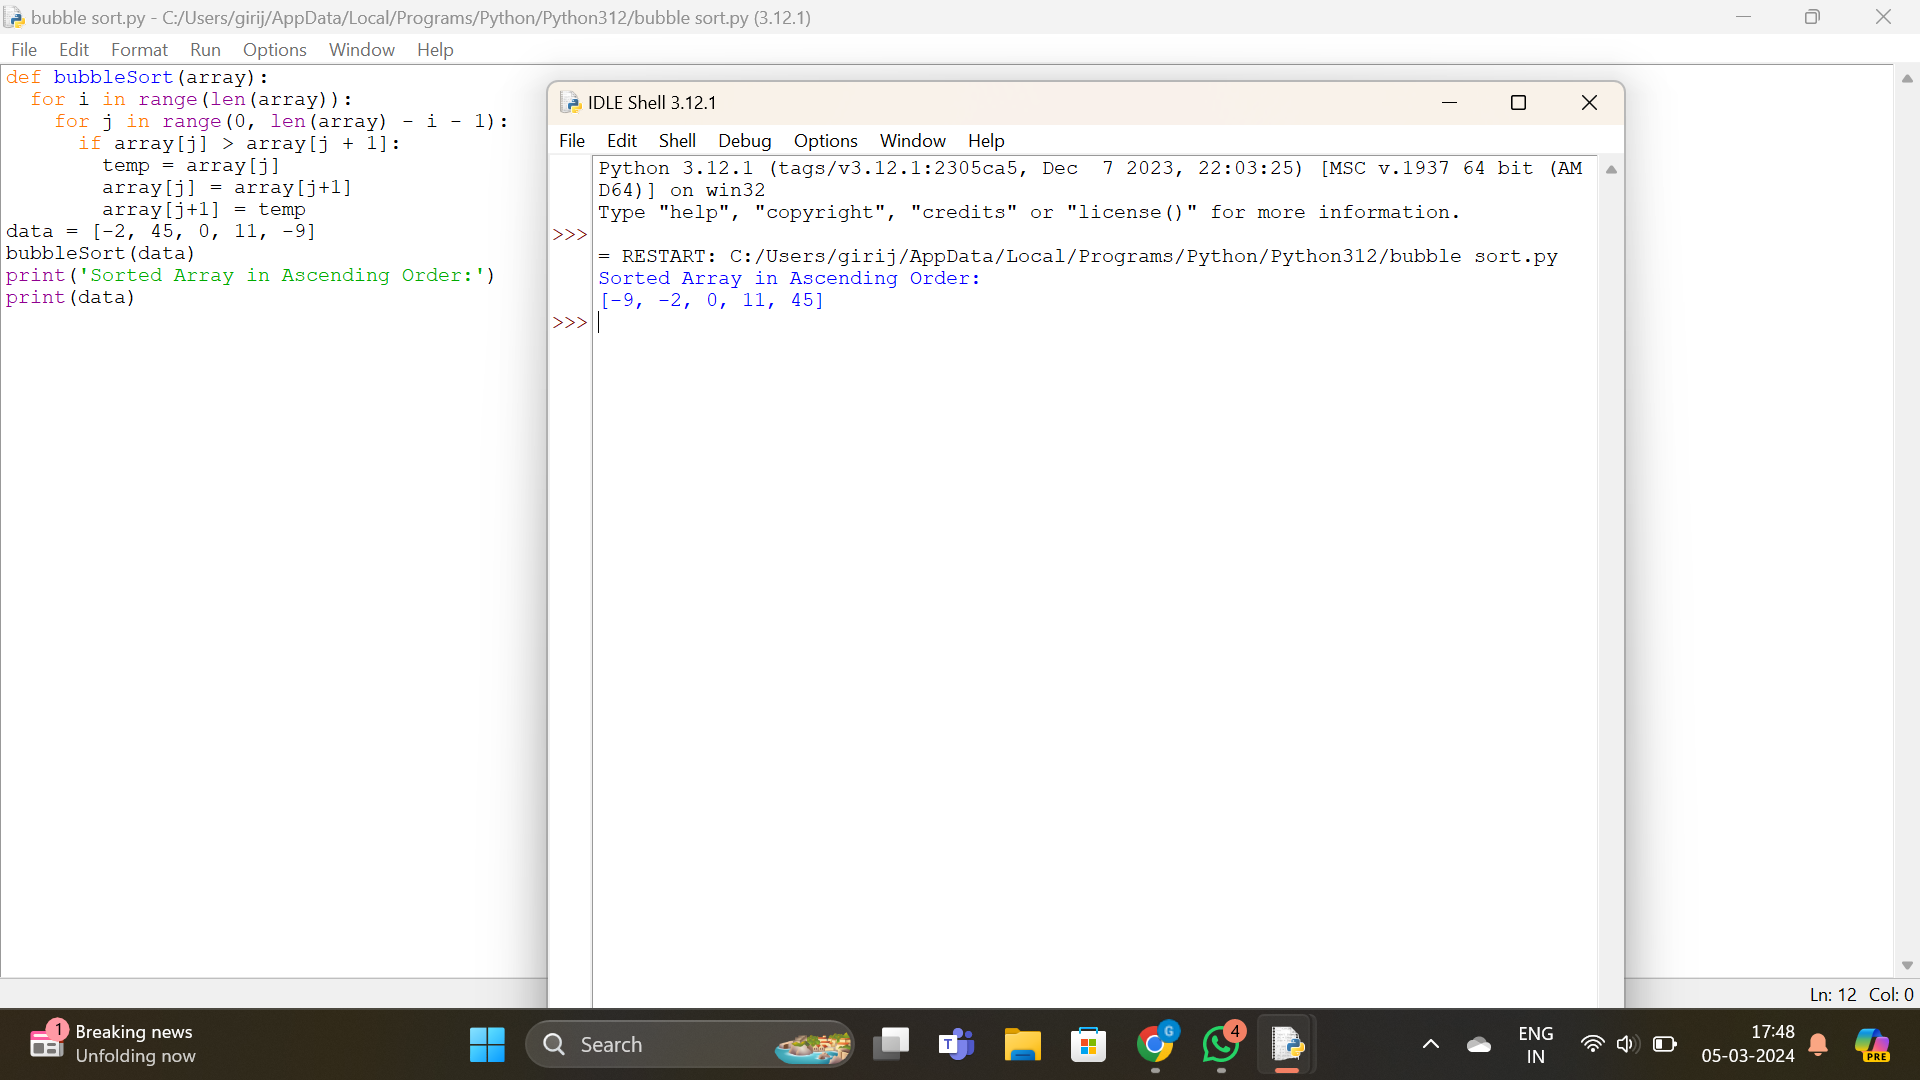 bubble sort.py - C:/Users/girij/AppData/Local/Programs/Python/Python312/bubble sort.py (3.12.1)
File Edit Format Run Options Window Help
def bubbleSort(array):
  for i in range(len(array)):
    for j in range(0, len(array) - i - 1):
      if array[j] > array[j + 1]:
        temp = array[j]
        array[j] = array[j+1]
        array[j+1] = temp
data = [-2, 45, 0, 11, -9]
bubbleSort(data)
print('Sorted Array in Ascending Order:')
print(data)
IDLE Shell 3.12.1
File Edit Shell Debug Options Window Help
Python 3.12.1 (tags/v3.12.1:2305ca5, Dec  7 2023, 22:03:25) [MSC v.1937 64 bit (AM
D64)] on win32
Type "help", "copyright", "credits" or "license()" for more information.
>>>
= RESTART: C:/Users/girij/AppData/Local/Programs/Python/Python312/bubble sort.py
Sorted Array in Ascending Order:
[-9, -2, 0, 11, 45]
>>>
Ln: 12 Col: 0
1
Breaking news
Unfolding now
Search
T
G
4
ENG
IN
17:48
05-03-2024
PRE